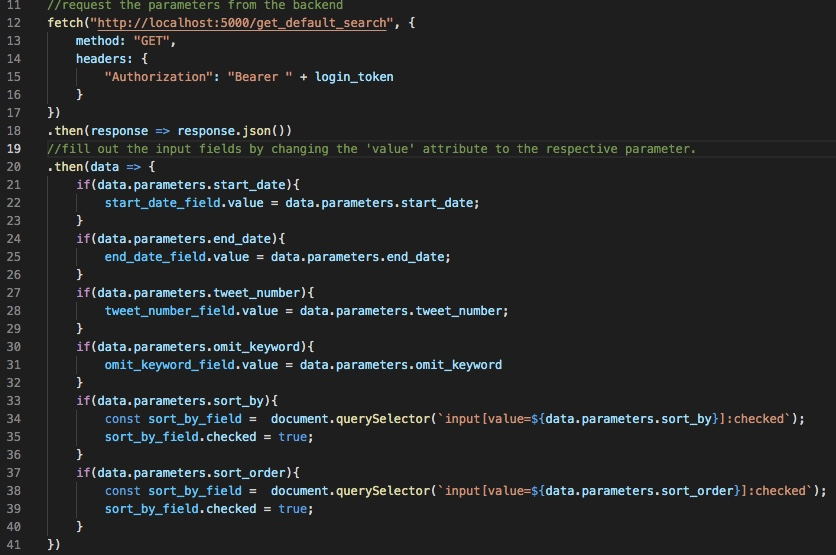 11 //request the parameters from the backend
12 fetch("http://localhost:5000/get_default_search", {
13     method: "GET",
14     headers: {
15         "Authorization": "Bearer " + login_token
16     }
17 })
18 .then(response => response.json())
19 //fill out the input fields by changing the 'value' attribute to the respective parameter.
20 .then(data => {
21     if(data.parameters.start_date){
22         start_date_field.value = data.parameters.start_date;
23     }
24     if(data.parameters.end_date){
25         end_date_field.value = data.parameters.end_date;
26     }
27     if(data.parameters.tweet_number){
28         tweet_number_field.value = data.parameters.tweet_number;
29     }
30     if(data.parameters.omit_keyword){
31         omit_keyword_field.value = data.parameters.omit_keyword
32     }
33     if(data.parameters.sort_by){
34         const sort_by_field =  document.querySelector(`input[value=${data.parameters.sort_by}]:checked`);
35         sort_by_field.checked = true;
36     }
37     if(data.parameters.sort_order){
38         const sort_by_field =  document.querySelector(`input[value=${data.parameters.sort_order}]:checked`);
39         sort_by_field.checked = true;
40     }
41 })